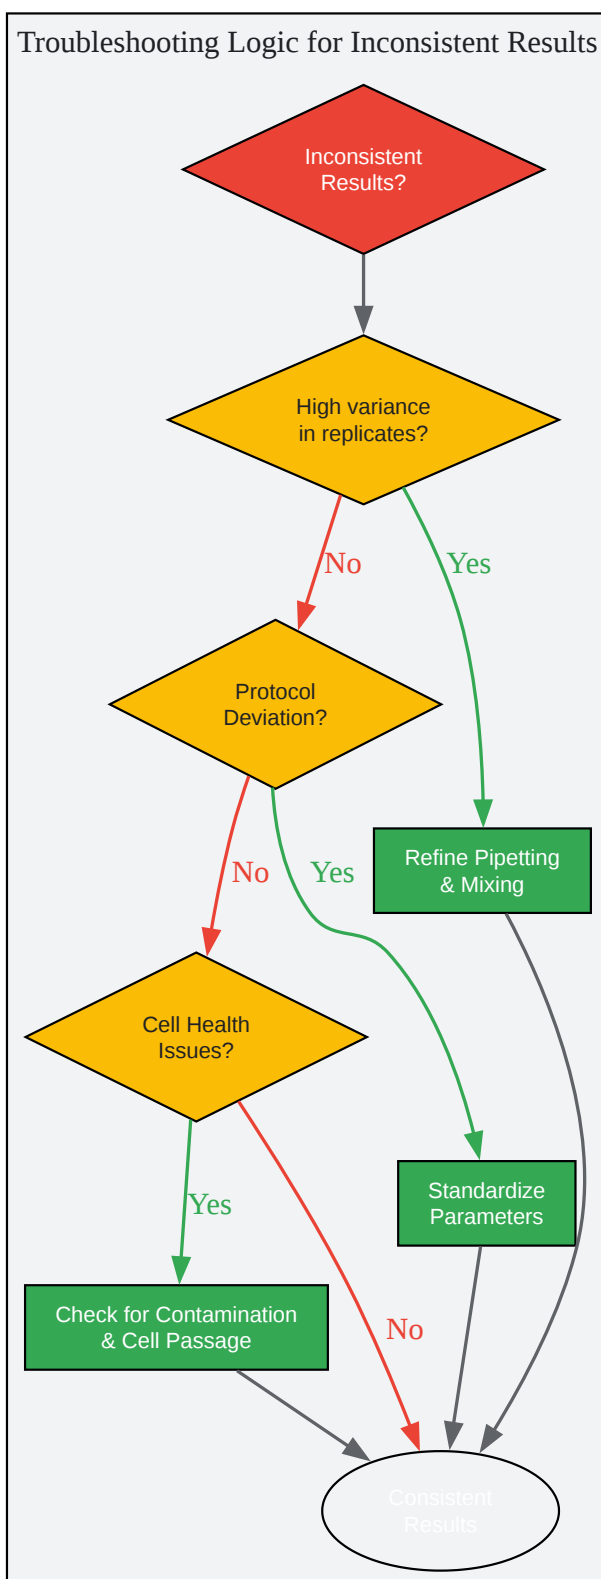 Troubleshooting Logic for Inconsistent Results
Inconsistent
Results?
High variance
in replicates?
No
Yes
Protocol
Deviation?
No
Yes
Refine Pipetting
& Mixing
Cell Health
Issues?
Yes
Standardize
Parameters
Check for Contamination
& Cell Passage
No
Consistent
Results